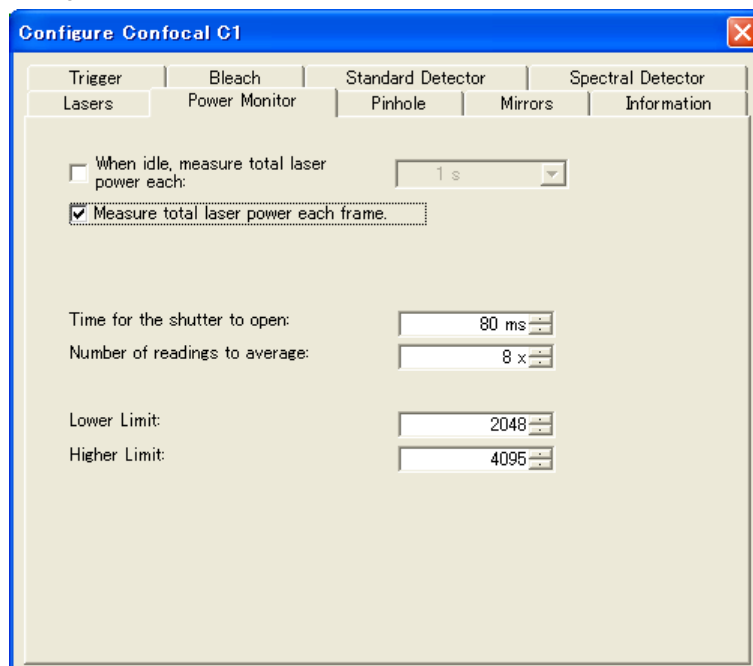 Configure Confocal C1
Trigger Bleach Standard Detector Spectral Detector
Lasers Power Monitor Pinhole Mirrors Information
When idle, measure total laser
power each:
1 s
Measure total laser power each frame.
Time for the shutter to open: 80 ms
Number of readings to average: 8 x
Lower Limit: 2048
Higher Limit: 4095